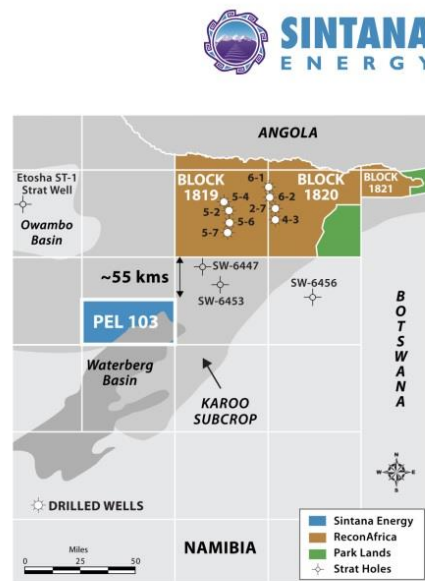 SINTANA
ENERGY
ANGOLA
Etosha ST-1
Strat Well
Owambo
Basin
BLOCK
1819
BLOCK
1820
BLOCK
1821
6-1
5-4
6-2
5-2
2-7
5-6
4-3
5-7
~55 kms
SW-6447
SW-6453
SW-6456
PEL 103
BOTSWANA
Waterberg
Basin
KAROO
SUBCROP
N
W
E
S
DRILLED WELLS
Miles
0 25 50
NAMIBIA
Sintana Energy
ReconAfrica
Park Lands
Strat Holes